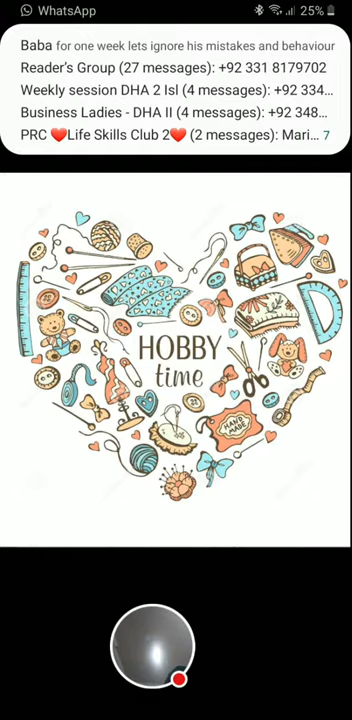 WhatsApp 25%
Baba for one week lets ignore his mistakes and behaviour
Reader's Group (27 messages): +92 331 8179702
Weekly session DHA 2 Isl (4 messages): +92 334...
Business Ladies - DHA II (4 messages): +92 348...
PRC ❤️Life Skills Club 2❤️ (2 messages): Mari... 7
HOBBY
time
HAND
MADE